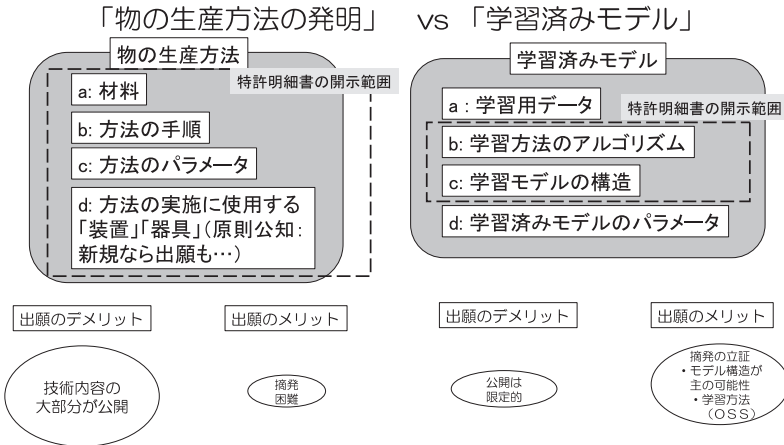 「物の生産方法の発明」 vs 「学習済みモデル」
物の生産方法
特許明細書の開示範囲
a: 材料
b: 方法の手順
c: 方法のパラメータ
d: 方法の実施に使用する
「装置」「器具」(原則公知：
新規なら出願も…)
学習済みモデル
a：学習用データ
特許明細書の開示範囲
b: 学習方法のアルゴリズム
c: 学習モデルの構造
d: 学習済みモデルのパラメータ
出願のデメリット
出願のメリット
出願のデメリット
出願のメリット
技術内容の
大部分が公開
摘発
困難
公開は
限定的
摘発の立証
・モデル構造が
主の可能性
・学習方法
（ＯＳＳ）